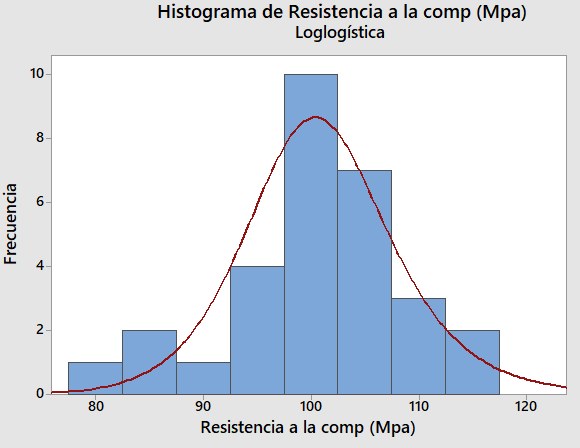 Histograma de Resistencia a la comp (Mpa)
Loglogística
10
8
6
4
2
0
Frecuencia
80 90 100 110 120
Resistencia a la comp (Mpa)